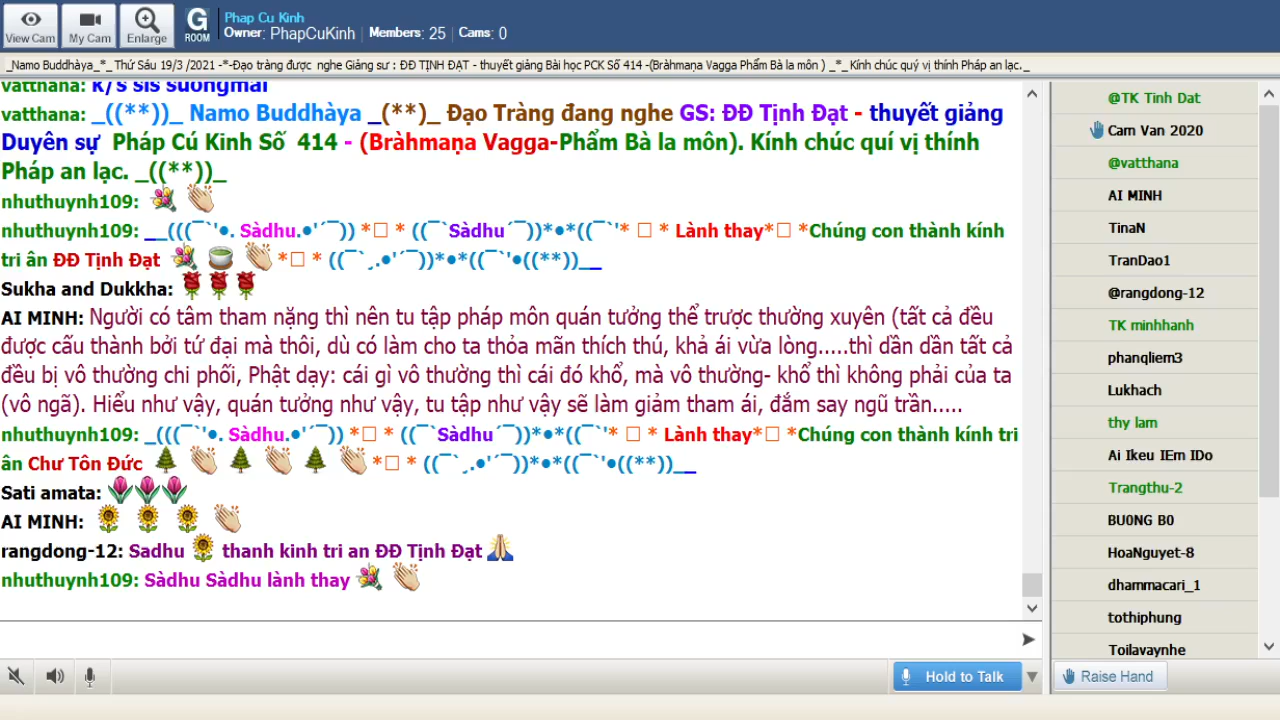 View Cam
My Cam
Enlarge
G
ROOM
Phap Cu Kinh
Owner: PhapCuKinh | Members: 25 | Cams: 0
_Namo Buddhàya_*_ Thứ Sáu 19/3 /2021 -*-Đạo tràng được nghe Giảng sư : ĐĐ TỊNH ĐẠT - thuyết giảng Bài học PCK Số 414 -(Bràhmaṇa Vagga Phẩm Bà la môn ) _*_ Kính chúc quý vị thính Pháp an lạc._
vatthana: k/s sis suongmai
vatthana: _((**))_ Namo Buddhàya _(**)_ Đạo Tràng đang nghe GS: ĐĐ Tịnh Đạt - thuyết giảng
Duyên sự Pháp Cú Kinh Số 414 - (Bràhmaṇa Vagga-Phẩm Bà la môn). Kính chúc quí vị thính
Pháp an lạc. _((**))_
nhuthuynh109:
nhuthuynh109: __(((¯`'•. Sàdhu.•'´¯)) *□ * ((¯`Sàdhu´¯))*•*((¯`'* □ * Lành thay*□ *Chúng con thành kính
tri ân ĐĐ Tịnh Đạt *□ * ((¯`¸.•'´¯))*•*((¯`'•((**))__
Sukha and Dukkha:
AI MINH: Người có tâm tham nặng thì nên tu tập pháp môn quán tưởng thể trược thường xuyên (tất cả đều
được cấu thành bởi tứ đại mà thôi, dù có làm cho ta thỏa mãn thích thú, khả ái vừa lòng.....thì dần dần tất cả
đều bị vô thường chi phối, Phật dạy: cái gì vô thường thì cái đó khổ, mà vô thường- khổ thì không phải của ta
(vô ngã). Hiểu như vậy, quán tưởng như vậy, tu tập như vậy sẽ làm giảm tham ái, đắm say ngũ trần.....
nhuthuynh109: _(((¯`'•. Sàdhu.•'´¯)) *□ * ((¯`Sàdhu´¯))*•*((¯`'* □ * Lành thay*□ *Chúng con thành kính tri
ân Chư Tôn Đức *□ * ((¯`¸.•'´¯))*•*((¯`'•((**))__
Sati amata:
AI MINH:
rangdong-12: Sadhu thanh kinh tri an ĐĐ Tịnh Đạt
nhuthuynh109: Sàdhu Sàdhu lành thay
Hold to Talk
@TK Tinh Dat
Cam Van 2020
@vatthana
AI MINH
TinaN
TranDao1
@rangdong-12
TK minhhanh
phanqliem3
Lukhach
thy lam
Ai Ikeu IEm IDo
Trangthu-2
BU0NG B0
HoaNguyet-8
dhammacari_1
tothiphung
Toilavaynhe
Raise Hand